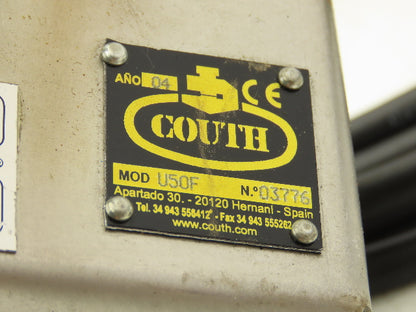 AÑO 04 CE
COUTH
MOD U50F N.º 03776
Apartado 30. - 20120 Hernani - Spain
Tel. 34 943 556412 - Fax 34 943 555262
www.couth.com